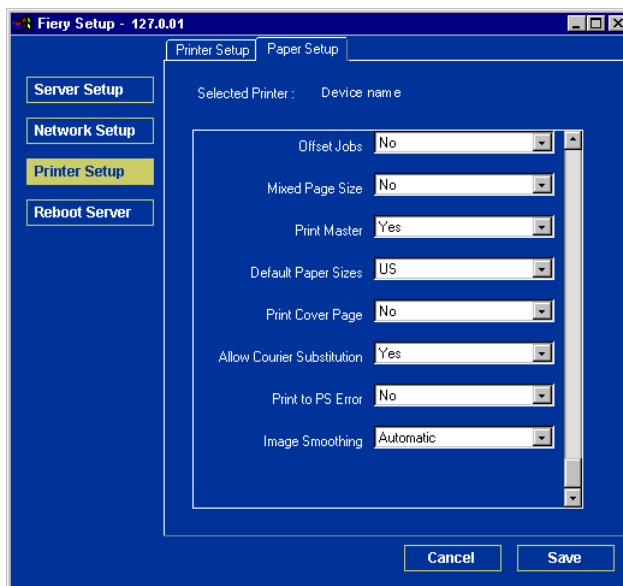 Fiery Setup - 127.0.01
Printer Setup
Paper Setup
Server Setup
Network Setup
Printer Setup
Reboot Server
Selected Printer : Device name
Offset Jobs No
Mixed Page Size No
Print Master Yes
Default Paper Sizes US
Print Cover Page No
Allow Courier Substitution Yes
Print to PS Error No
Image Smoothing Automatic
Cancel
Save